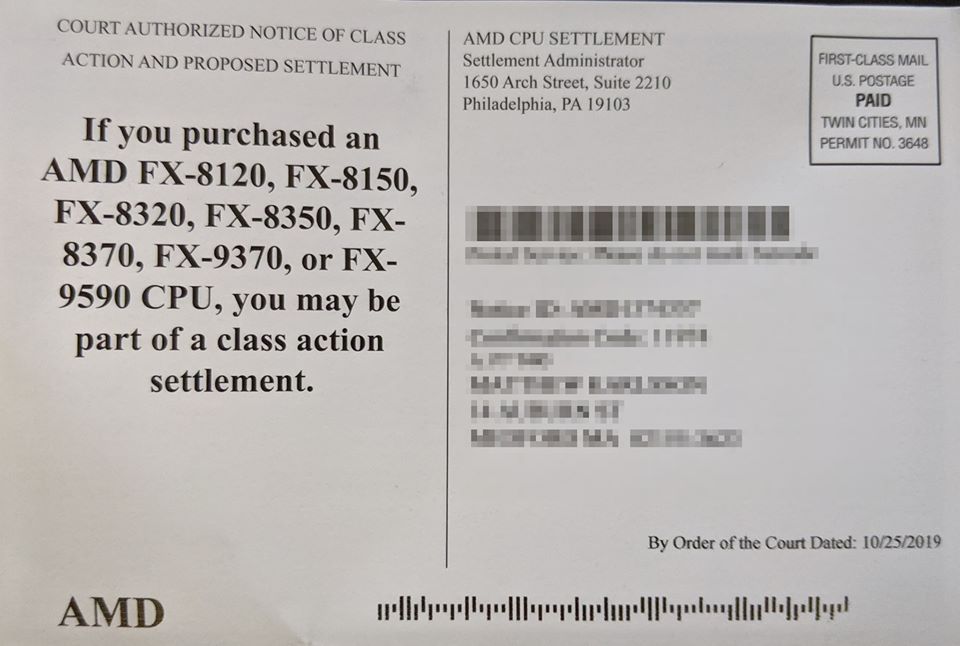 COURT AUTHORIZED NOTICE OF CLASS
ACTION AND PROPOSED SETTLEMENT
If you purchased an
AMD FX-8120, FX-8150,
FX-8320, FX-8350, FX-
8370, FX-9370, or FX-
9590 CPU, you may be
part of a class action
settlement.
AMD
AMD CPU SETTLEMENT
Settlement Administrator
1650 Arch Street, Suite 2210
Philadelphia, PA 19103
FIRST-CLASS MAIL
U.S. POSTAGE
PAID
TWIN CITIES, MN
PERMIT NO. 3648
By Order of the Court Dated: 10/25/2019